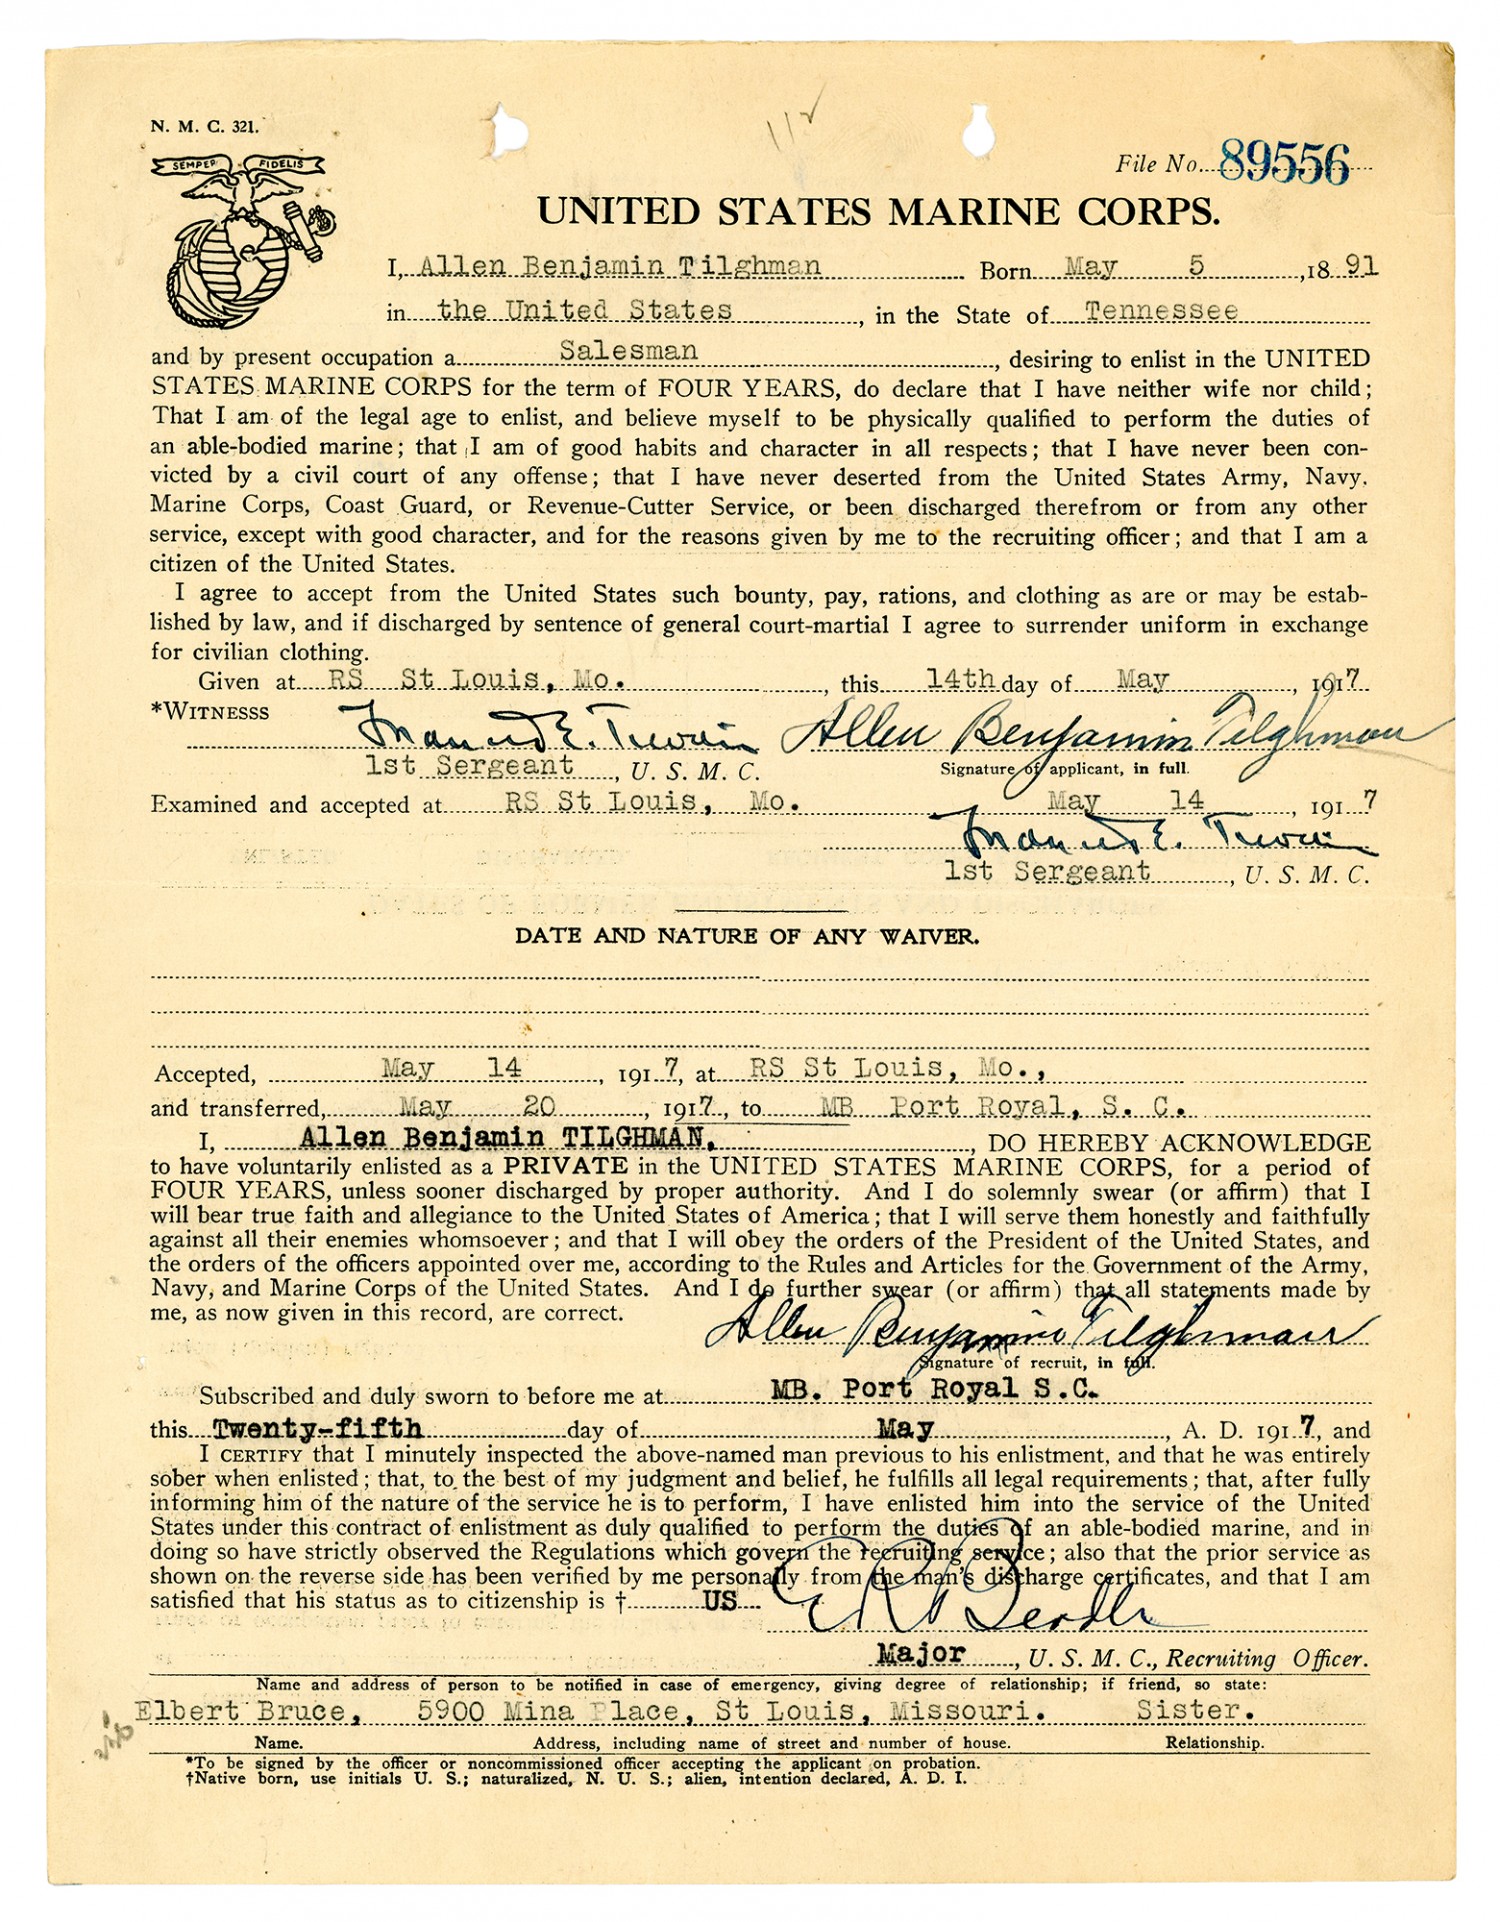 N. M. C. 321.
112
SEMPER FIDELIS
File No. 89556
UNITED STATES MARINE CORPS.
I, Allen Benjamin Tilghman Born May 5, 1891
in the United States, in the State of Tennessee
and by present occupation a Salesman, desiring to enlist in the UNITED
STATES MARINE CORPS for the term of FOUR YEARS, do declare that I have neither wife nor child;
That I am of the legal age to enlist, and believe myself to be physically qualified to perform the duties of
an able-bodied marine; that I am of good habits and character in all respects; that I have never been con-
victed by a civil court of any offense; that I have never deserted from the United States Army, Navy,
Marine Corps, Coast Guard, or Revenue-Cutter Service, or been discharged therefrom or from any other
service, except with good character, and for the reasons given by me to the recruiting officer; and that I am a
citizen of the United States.
I agree to accept from the United States such bounty, pay, rations, and clothing as are or may be estab-
lished by law, and if discharged by sentence of general court-martial I agree to surrender uniform in exchange
for civilian clothing.
Given at RS St Louis, Mo., this 14th day of May, 1917
*WITNESSS
E. Allen Benjamin Tilghman
1st Sergeant, U. S. M. C. Signature of applicant, in full.
Examined and accepted at RS St Louis, Mo. May 14, 1917
E.
1st Sergeant, U. S. M. C.
DATE AND NATURE OF ANY WAIVER.
Accepted, May 14, 1917, at RS St Louis, Mo.,
and transferred, May 20, 1917., to MB Port Royal, S. C.
I, Allen Benjamin TILGHMAN., DO HEREBY ACKNOWLEDGE
to have voluntarily enlisted as a PRIVATE in the UNITED STATES MARINE CORPS, for a period of
FOUR YEARS, unless sooner discharged by proper authority. And I do solemnly swear (or affirm) that I
will bear true faith and allegiance to the United States of America; that I will serve them honestly and faithfully
against all their enemies whomsoever; and that I will obey the orders of the President of the United States, and
the orders of the officers appointed over me, according to the Rules and Articles for the Government of the Army,
Navy, and Marine Corps of the United States. And I do further swear (or affirm) that all statements made by
me, as now given in this record, are correct.
Allen Benjamin Tilghman
Signature of recruit, in full.
Subscribed and duly sworn to before me at MB. Port Royal S.C.
this Twenty-fifth day of May, A. D. 1917, and
I CERTIFY that I minutely inspected the above-named man previous to his enlistment, and that he was entirely
sober when enlisted; that, to the best of my judgment and belief, he fulfills all legal requirements; that, after fully
informing him of the nature of the service he is to perform, I have enlisted him into the service of the United
States under this contract of enlistment as duly qualified to perform the duties of an able-bodied marine, and in
doing so have strictly observed the Regulations which govern the recruiting service; also that the prior service as
shown on the reverse side has been verified by me personally from the man's discharge certificates, and that I am
satisfied that his status as to citizenship is † US
Major, U. S. M. C., Recruiting Officer.
Name and address of person to be notified in case of emergency, giving degree of relationship; if friend, so state:
Elbert Bruce, 5900 Mina Place, St Louis, Missouri. Sister.
Name. Address, including name of street and number of house. Relationship.
*To be signed by the officer or noncommissioned officer accepting the applicant on probation.
†Native born, use initials U. S.; naturalized, N. U. S.; alien, intention declared, A. D. I.